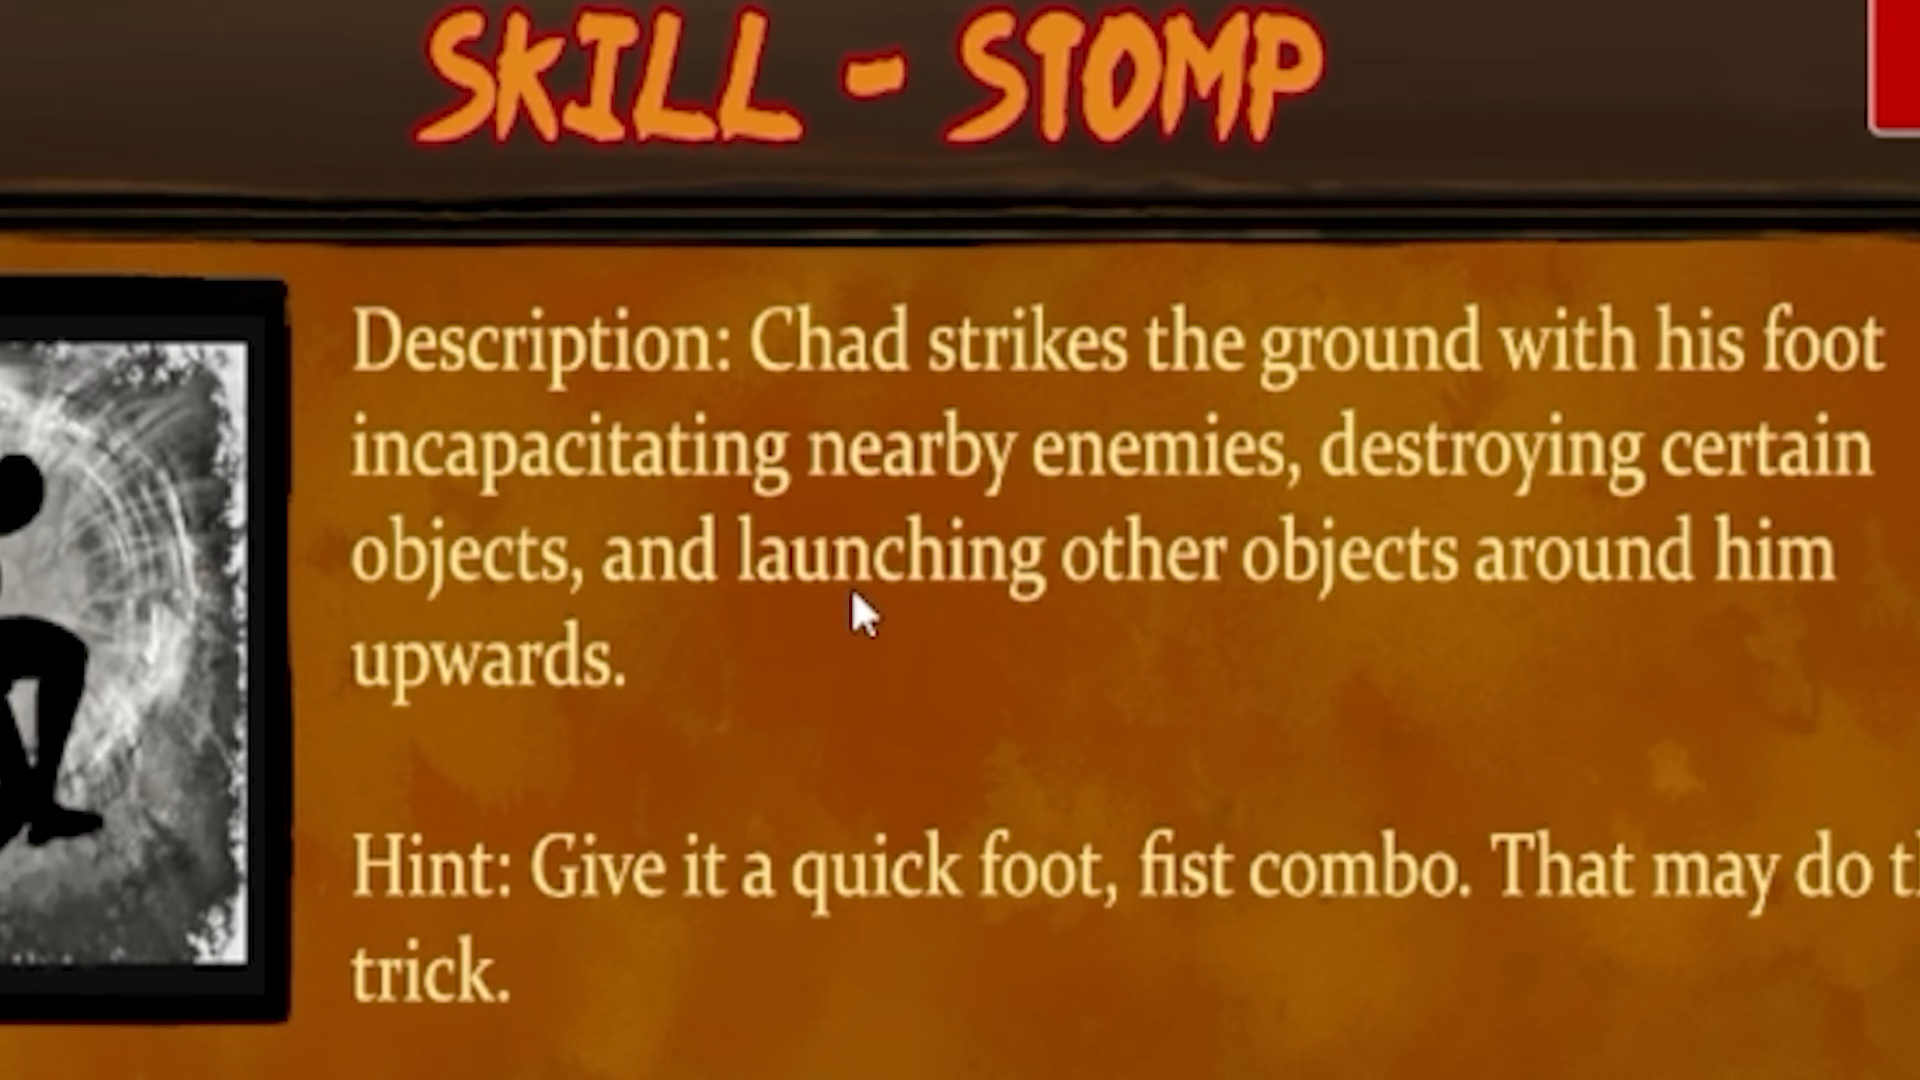 SKILL - STOMP
Description: Chad strikes the ground with his foot
incapacitating nearby enemies, destroying certain
objects, and launching other objects around him
upwards.
Hint: Give it a quick foot, fist combo. That may do
trick.